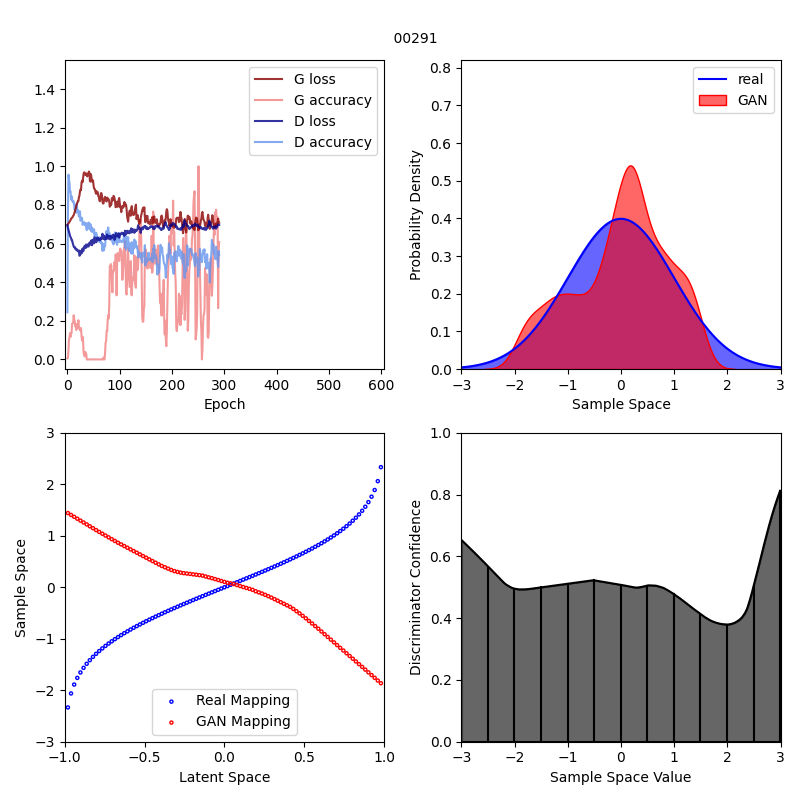 00291
G loss
G accuracy
D loss
D accuracy
1.4
1.2
1.0
0.8
0.6
0.4
0.2
0.0
0 100 200 300 400 500 600
Epoch
real
GAN
Probability Density
0.8
0.7
0.6
0.5
0.4
0.3
0.2
0.1
0.0
−3 −2 −1 0 1 2 3
Sample Space
Sample Space
3
2
1
0
−1
−2
−3
Real Mapping
GAN Mapping
−1.0 −0.5 0.0 0.5 1.0
Latent Space
Discriminator Confidence
1.0
0.8
0.6
0.4
0.2
0.0
−3 −2 −1 0 1 2 3
Sample Space Value